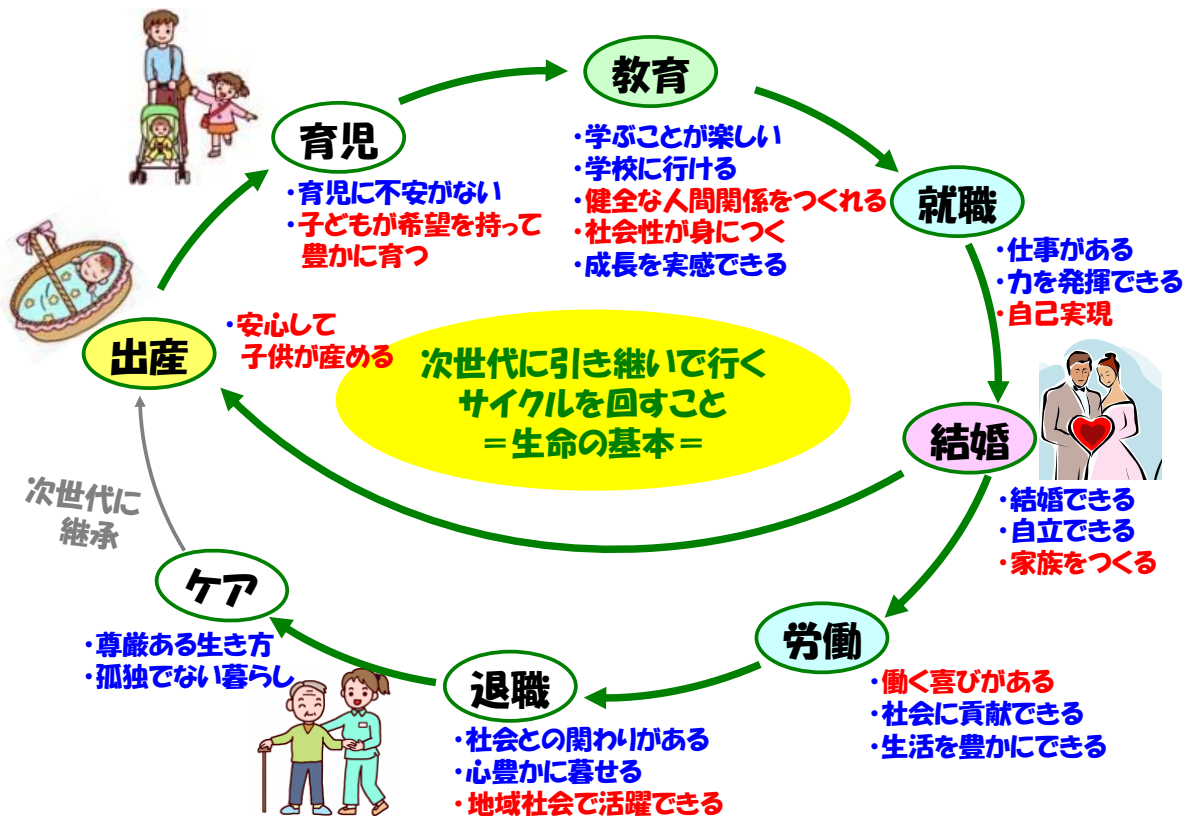 教育
・学ぶことが楽しい
・学校に行ける
・健全な人間関係をつくれる
・社会性が身につく
・成長を実感できる
育児
・育児に不安がない
・子どもが希望を持って
豊かに育つ
就職
・仕事がある
・力を発揮できる
・自己実現
出産
・安心して
子供が産める
次世代に引き継いで行く
サイクルを回すこと
＝生命の基本＝
結婚
・結婚できる
・自立できる
・家族をつくる
次世代に
継承
ケア
・尊厳ある生き方
・孤独でない暮らし
労働
・働く喜びがある
・社会に貢献できる
・生活を豊かにできる
退職
・社会との関わりがある
・心豊かに暮せる
・地域社会で活躍できる